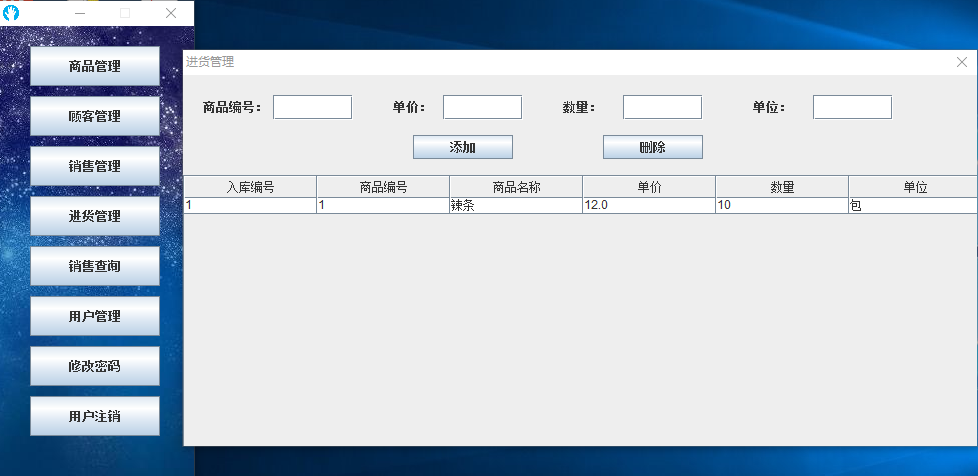 商品管理
顾客管理
销售管理
进货管理
销售查询
用户管理
修改密码
用户注销
进货管理
商品编号： 单价： 数量： 单位：
添加 删除
入库编号 商品编号 商品名称 单价 数量 单位
1 1 辣条 12.0 10 包